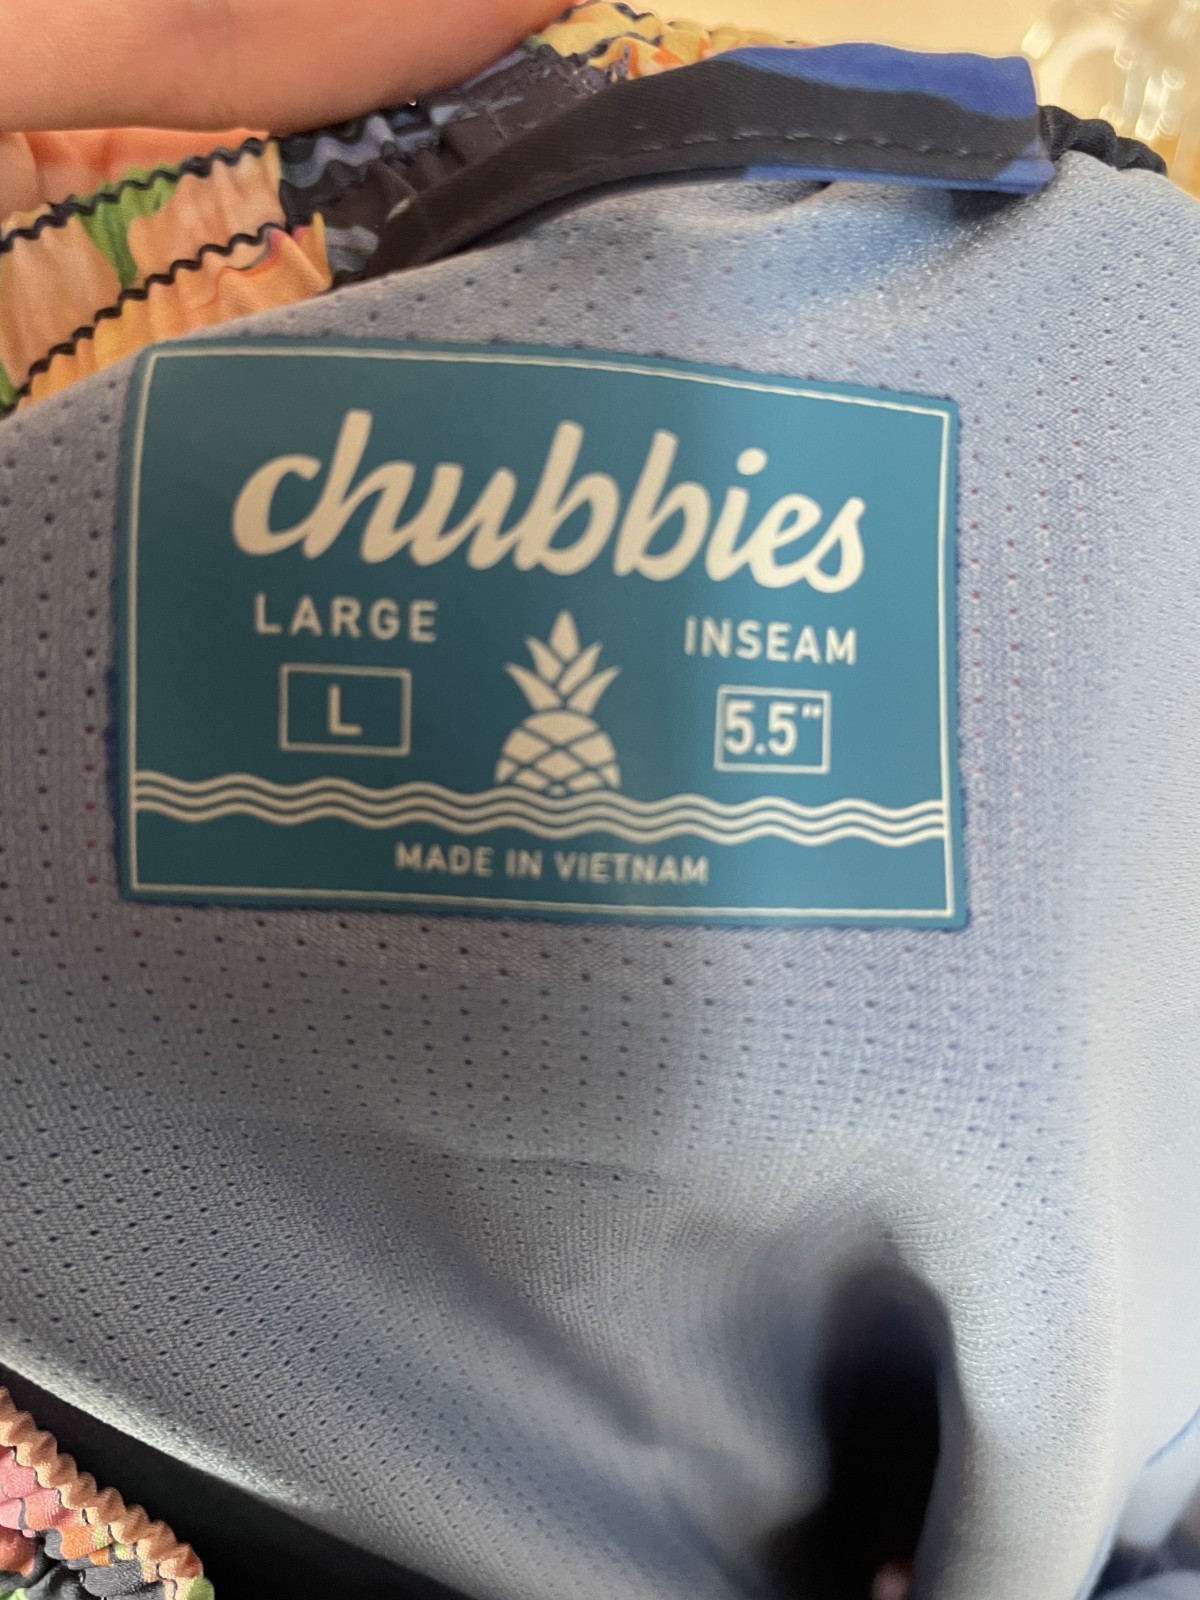 chubbies
LARGE INSEAM
L 5.5"
MADE IN VIETNAM